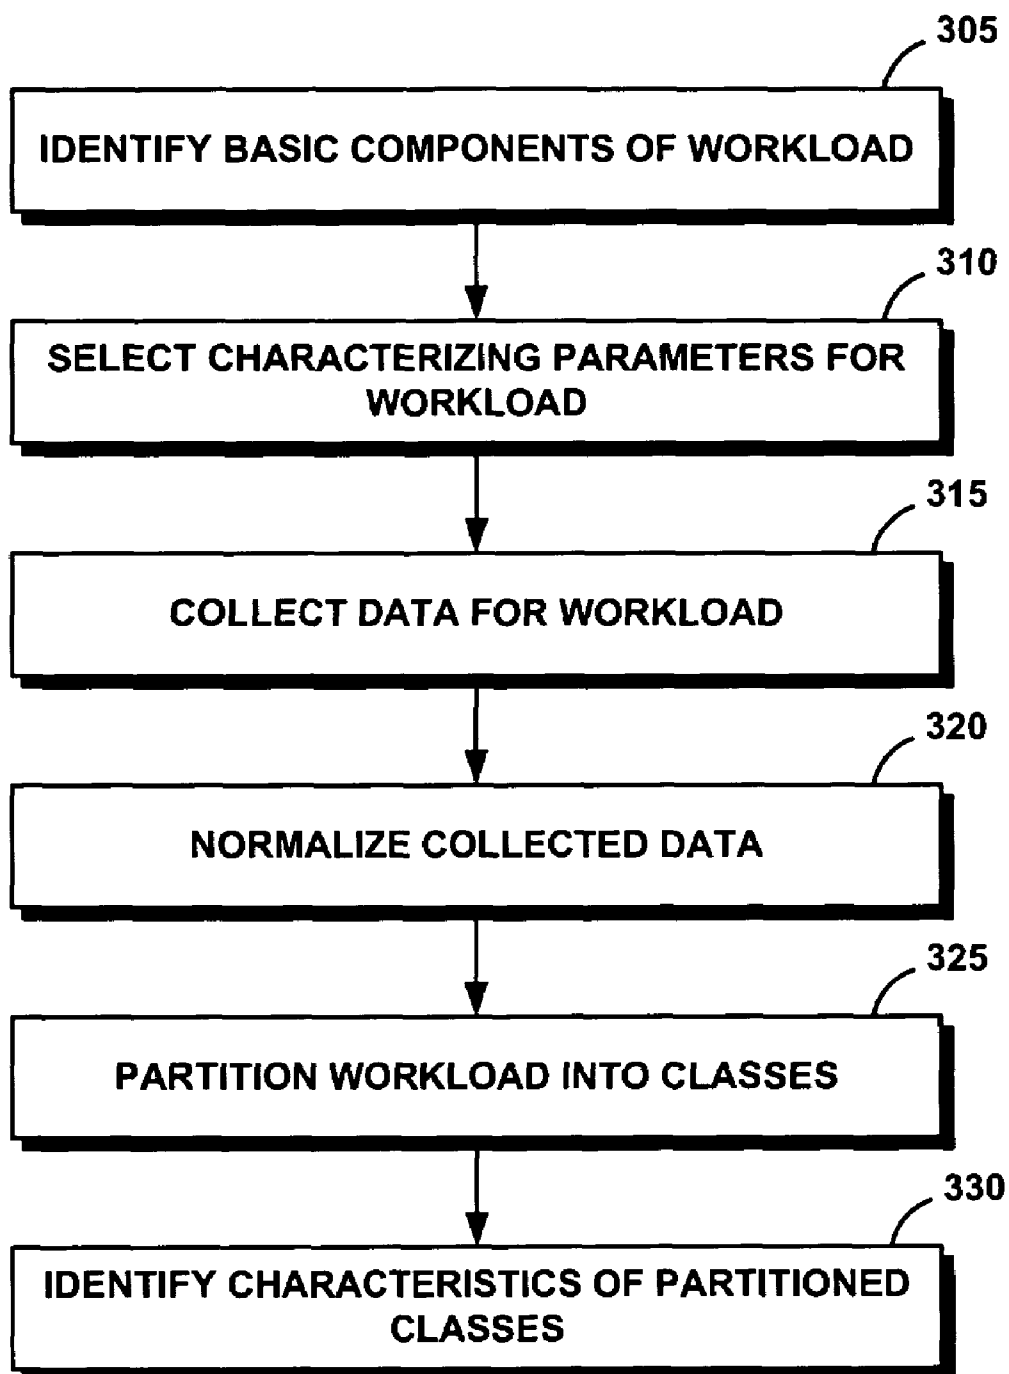 305
IDENTIFY BASIC COMPONENTS OF WORKLOAD
310
SELECT CHARACTERIZING PARAMETERS FOR
WORKLOAD
315
COLLECT DATA FOR WORKLOAD
320
NORMALIZE COLLECTED DATA
325
PARTITION WORKLOAD INTO CLASSES
330
IDENTIFY CHARACTERISTICS OF PARTITIONED
CLASSES